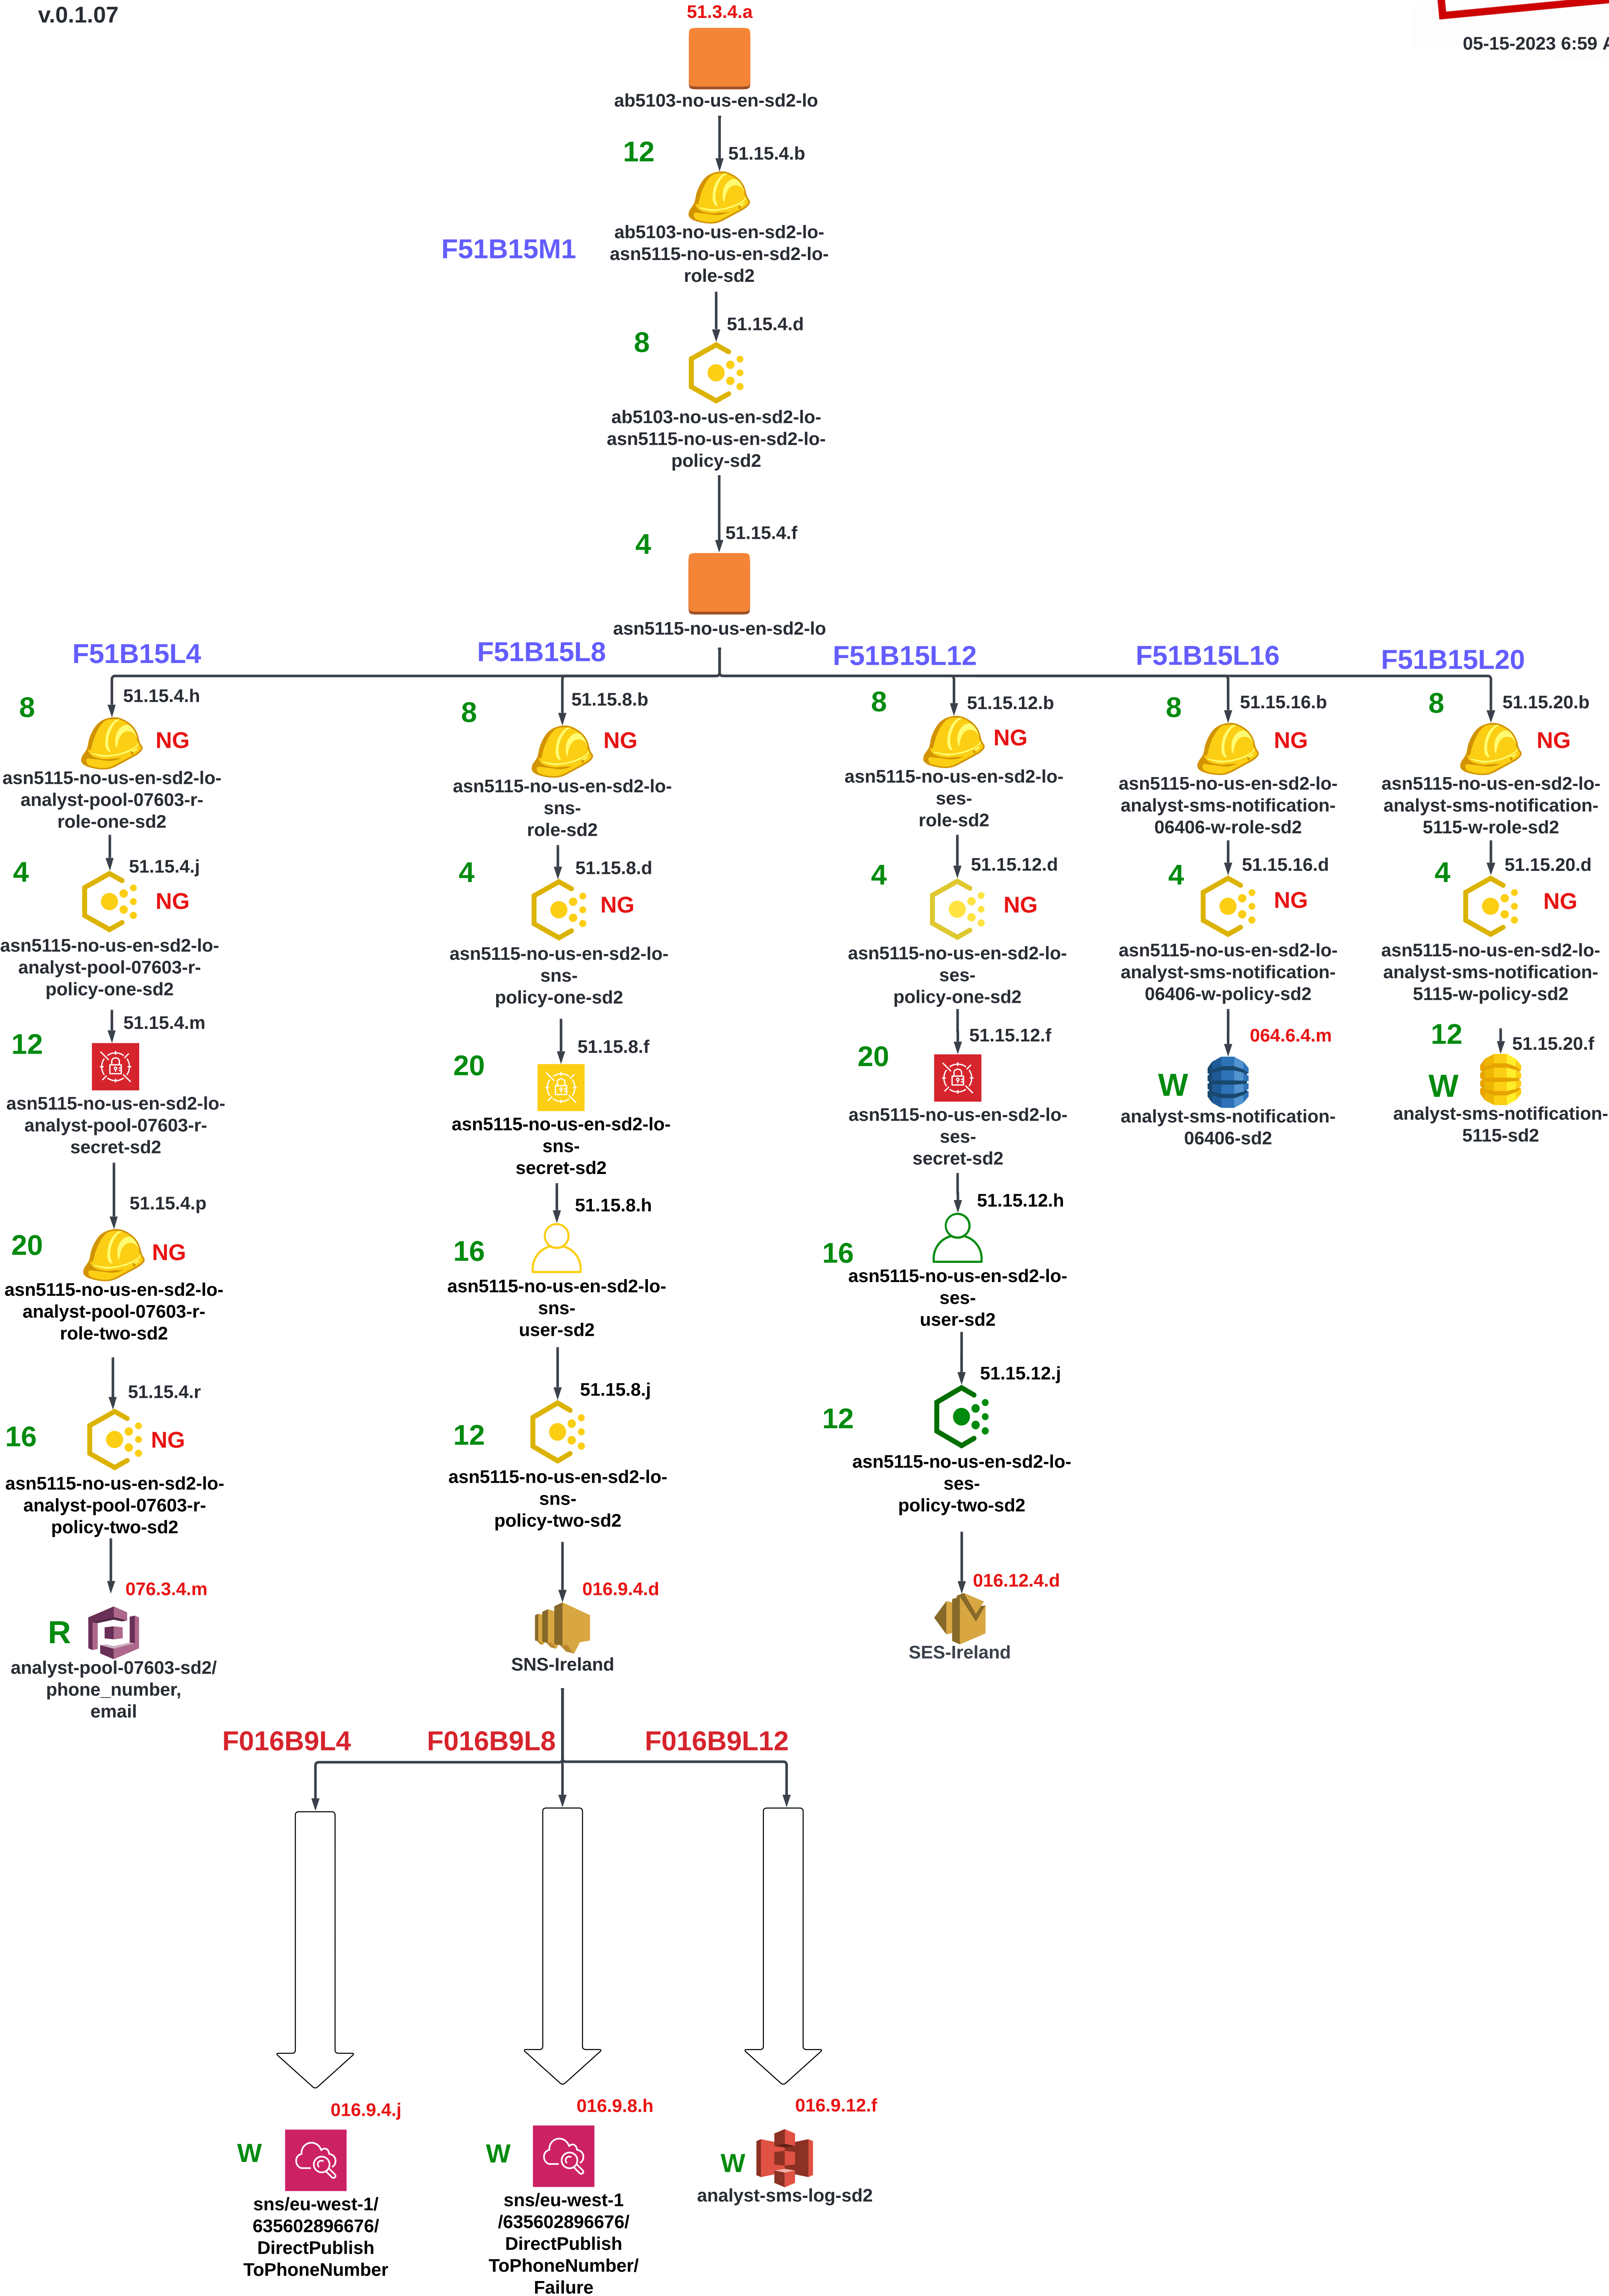 v.0.1.07
05-15-2023 6:59 A
51.3.4.a
ab5103-no-us-en-sd2-lo
12
51.15.4.b
ab5103-no-us-en-sd2-lo-
asn5115-no-us-en-sd2-lo-
role-sd2
F51B15M1
51.15.4.d
8
ab5103-no-us-en-sd2-lo-
asn5115-no-us-en-sd2-lo-
policy-sd2
51.15.4.f
4
asn5115-no-us-en-sd2-lo
F51B15L4
8
51.15.4.h
NG
asn5115-no-us-en-sd2-lo-
analyst-pool-07603-r-
role-one-sd2
4
51.15.4.j
NG
asn5115-no-us-en-sd2-lo-
analyst-pool-07603-r-
policy-one-sd2
51.15.4.m
12
asn5115-no-us-en-sd2-lo-
analyst-pool-07603-r-
secret-sd2
51.15.4.p
20
NG
asn5115-no-us-en-sd2-lo-
analyst-pool-07603-r-
role-two-sd2
51.15.4.r
16
NG
asn5115-no-us-en-sd2-lo-
analyst-pool-07603-r-
policy-two-sd2
076.3.4.m
R
analyst-pool-07603-sd2/
phone_number,
email
F51B15L8
8
51.15.8.b
NG
asn5115-no-us-en-sd2-lo-
sns-
role-sd2
4
51.15.8.d
NG
asn5115-no-us-en-sd2-lo-
sns-
policy-one-sd2
51.15.8.f
20
asn5115-no-us-en-sd2-lo-
sns-
secret-sd2
51.15.8.h
16
asn5115-no-us-en-sd2-lo-
sns-
user-sd2
51.15.8.j
12
asn5115-no-us-en-sd2-lo-
sns-
policy-two-sd2
016.9.4.d
SNS-Ireland
F51B15L12
8
51.15.12.b
NG
asn5115-no-us-en-sd2-lo-
ses-
role-sd2
4
51.15.12.d
NG
asn5115-no-us-en-sd2-lo-
ses-
policy-one-sd2
51.15.12.f
20
asn5115-no-us-en-sd2-lo-
ses-
secret-sd2
51.15.12.h
16
asn5115-no-us-en-sd2-lo-
ses-
user-sd2
51.15.12.j
12
asn5115-no-us-en-sd2-lo-
ses-
policy-two-sd2
016.12.4.d
SES-Ireland
F51B15L16
8
51.15.16.b
NG
asn5115-no-us-en-sd2-lo-
analyst-sms-notification-
06406-w-role-sd2
4
51.15.16.d
NG
asn5115-no-us-en-sd2-lo-
analyst-sms-notification-
06406-w-policy-sd2
064.6.4.m
W
analyst-sms-notification-
06406-sd2
F51B15L20
8
51.15.20.b
NG
asn5115-no-us-en-sd2-lo-
analyst-sms-notification-
5115-w-role-sd2
4
51.15.20.d
NG
asn5115-no-us-en-sd2-lo-
analyst-sms-notification-
5115-w-policy-sd2
12
51.15.20.f
W
analyst-sms-notification-
5115-sd2
F016B9L4
F016B9L8
F016B9L12
016.9.4.j
W
sns/eu-west-1/
635602896676/
DirectPublish
ToPhoneNumber
016.9.8.h
W
sns/eu-west-1
/635602896676/
DirectPublish
ToPhoneNumber/
Failure
016.9.12.f
W
analyst-sms-log-sd2